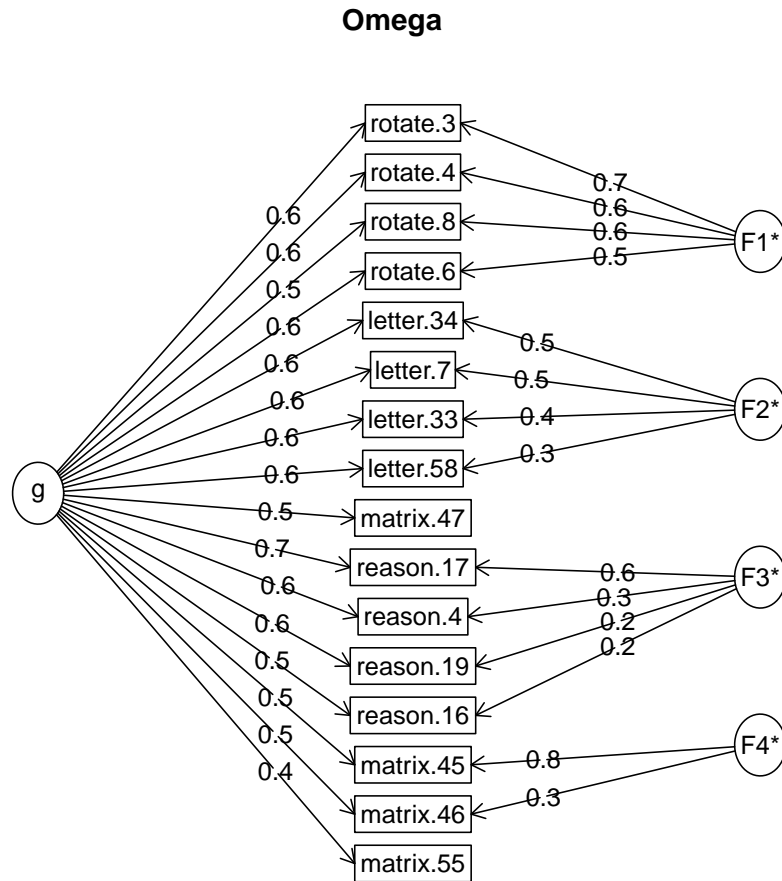 Omega
rotate.3
rotate.4
rotate.8
rotate.6
letter.34
letter.7
letter.33
letter.58
matrix.47
reason.17
reason.4
reason.19
reason.16
matrix.45
matrix.46
matrix.55
g
0.6
0.6
0.5
0.6
0.6
0.6
0.6
0.6
0.5
0.7
0.6
0.6
0.5
0.5
0.5
0.4
F1*
0.7
0.6
0.6
0.5
F2*
0.5
0.5
0.4
0.3
F3*
0.6
0.3
0.2
0.2
F4*
0.8
0.3